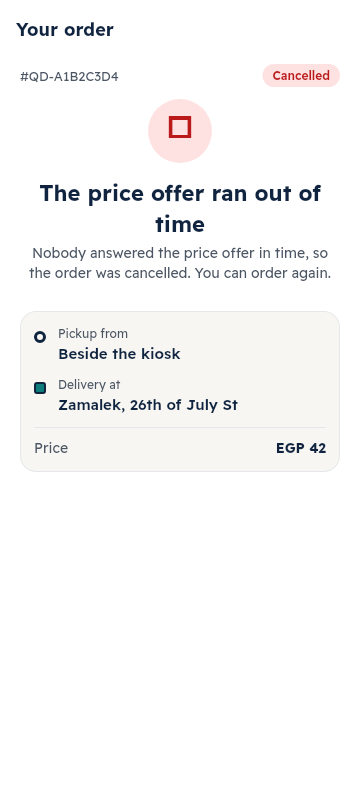 Your order
#QD-A1B2C3D4
Cancelled
The price offer ran out of
time
Nobody answered the price offer in time, so
the order was cancelled. You can order again.
Pickup from
Beside the kiosk
Delivery at
Zamalek, 26th of July St
Price
EGP 42